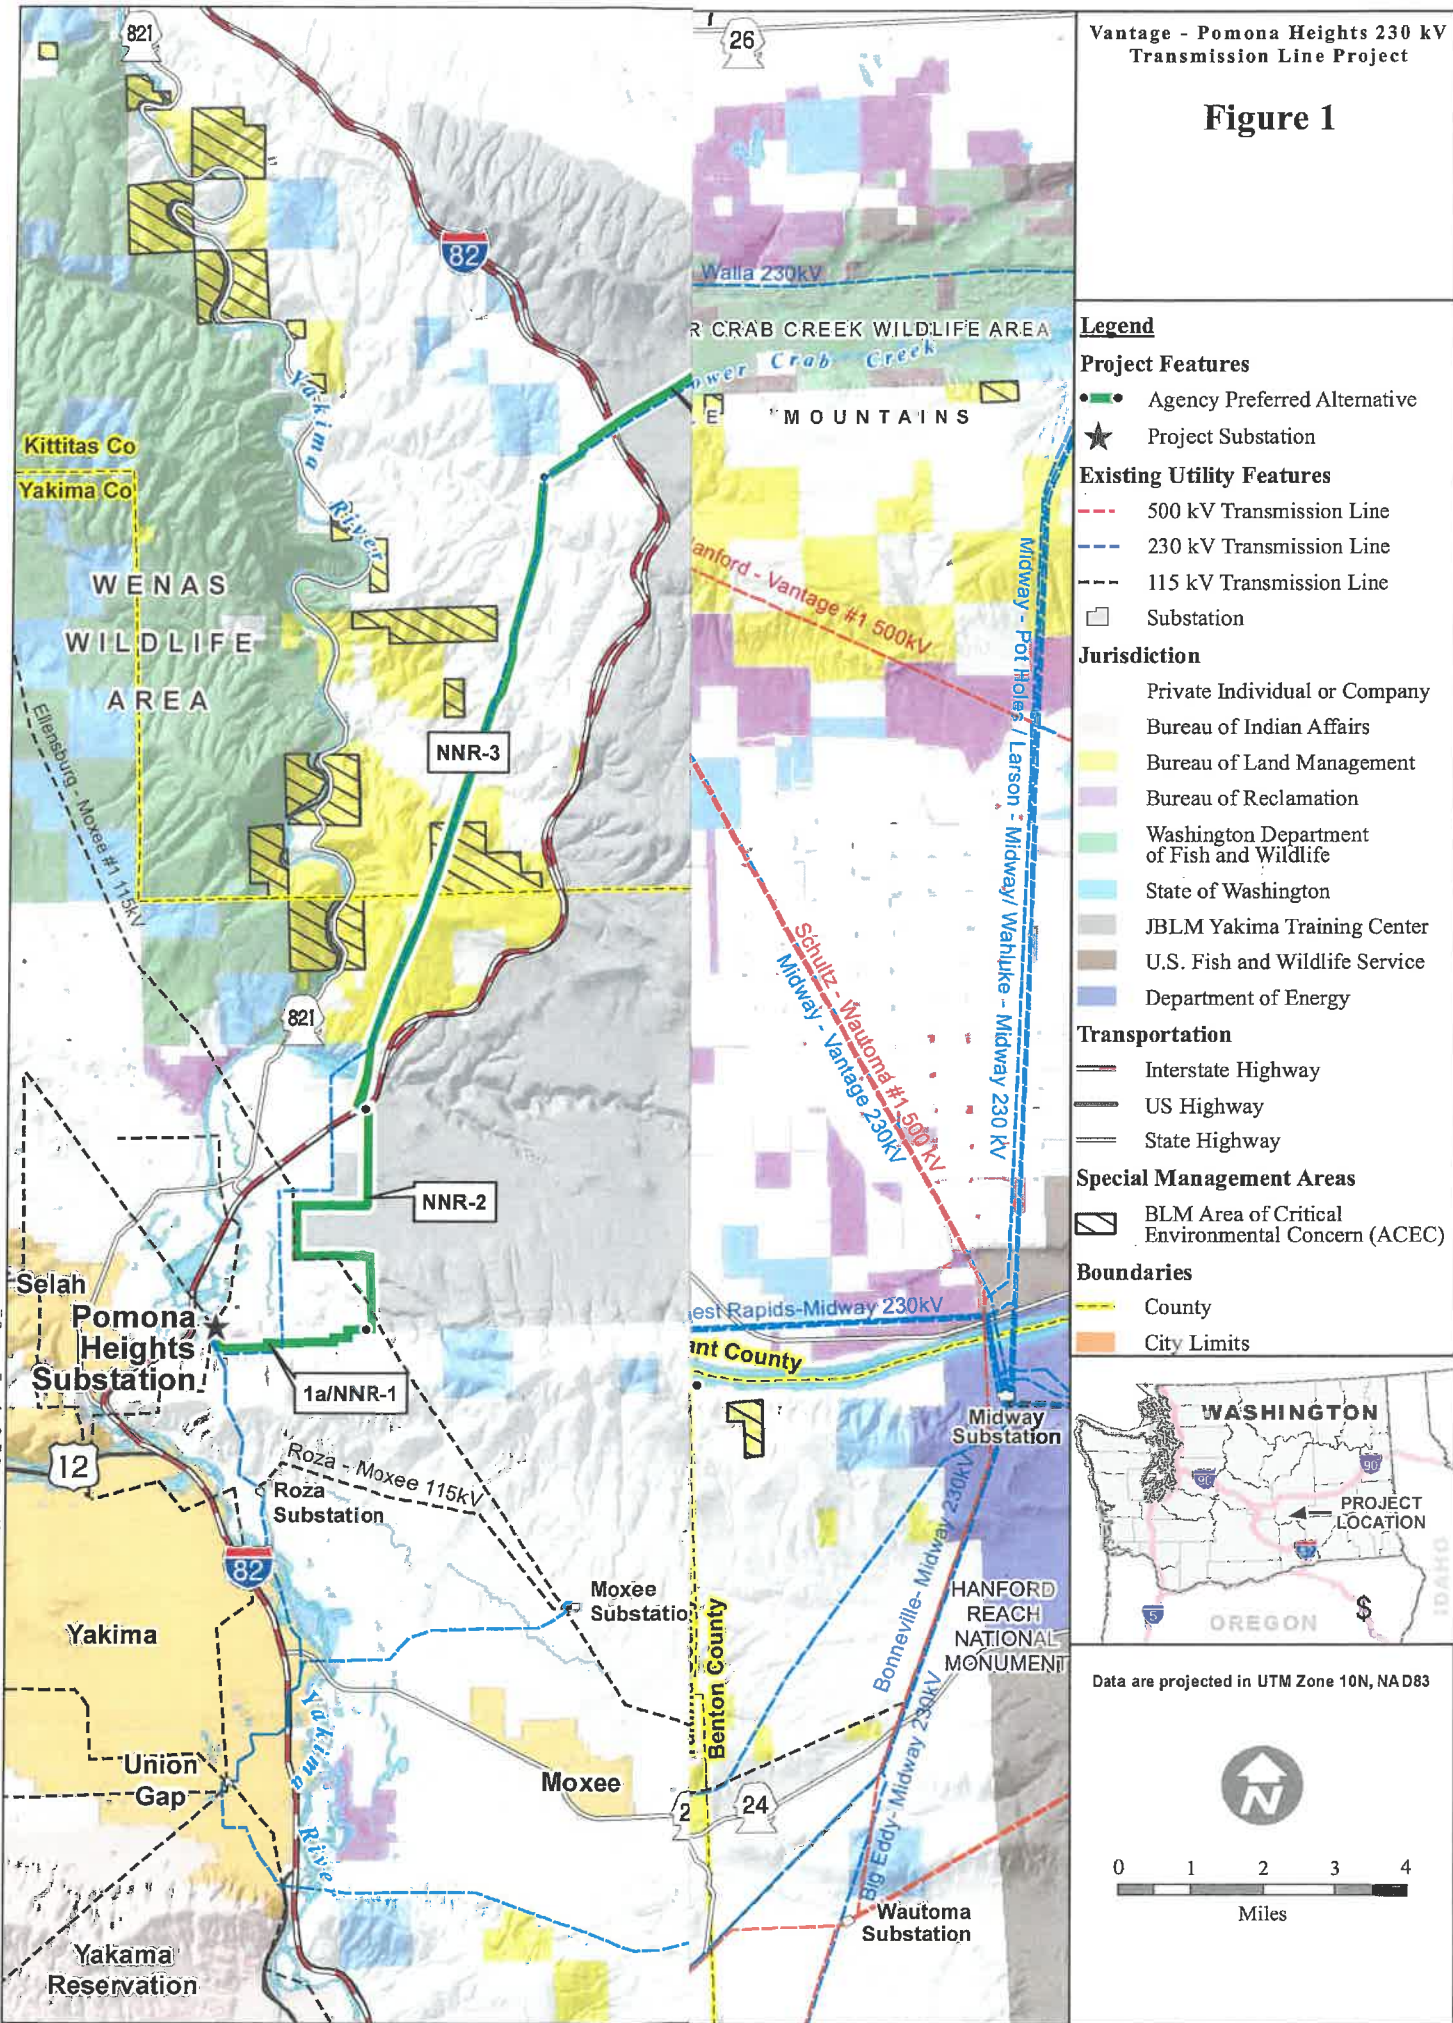 Vantage - Pomona Heights 230 kV
Transmission Line Project
Figure 1
821
26
82
Walla 230kV
R CRAB CREEK WILDLIFE AREA
ower Crab Creek
E
MOUNTAINS
Yakima
River
Kittitas Co
Yakima Co
WENAS
WILDLIFE
AREA
Ellensburg - Moxee #1 115kV
NNR-3
anford - Vantage #1 500kV
Midway - Pot Holes / Larson - Midway/ Wahluke - Midway 230 kV
Schultz - Wautoma #1 500 kV
Midway - Vantage 230kV
821
NNR-2
Selah
Pomona
Heights
Substation
1a/NNR-1
est Rapids-Midway 230kV
ant County
Midway
Substation
12
Roza - Moxee 115kV
Roza
Substation
82
Moxee
Substatio
Yakima
Benton County
Bonneville- Midway 230kV
HANFORD
REACH
NATIONAL
MONUMENT
Big Eddy- Midway 230kV
Union
Gap
Yakima
Rive
Moxee
2
24
Wautoma
Substation
Yakama
Reservation
Legend
Project Features
Agency Preferred Alternative
Project Substation
Existing Utility Features
500 kV Transmission Line
230 kV Transmission Line
115 kV Transmission Line
Substation
Jurisdiction
Private Individual or Company
Bureau of Indian Affairs
Bureau of Land Management
Bureau of Reclamation
Washington Department
of Fish and Wildlife
State of Washington
JBLM Yakima Training Center
U.S. Fish and Wildlife Service
Department of Energy
Transportation
Interstate Highway
US Highway
State Highway
Special Management Areas
BLM Area of Critical
Environmental Concern (ACEC)
Boundaries
County
City Limits
WASHINGTON
90
90
PROJECT
LOCATION
5
OREGON
IDAHO
$
Data are projected in UTM Zone 10N, NAD83
N
0 1 2 3 4
Miles